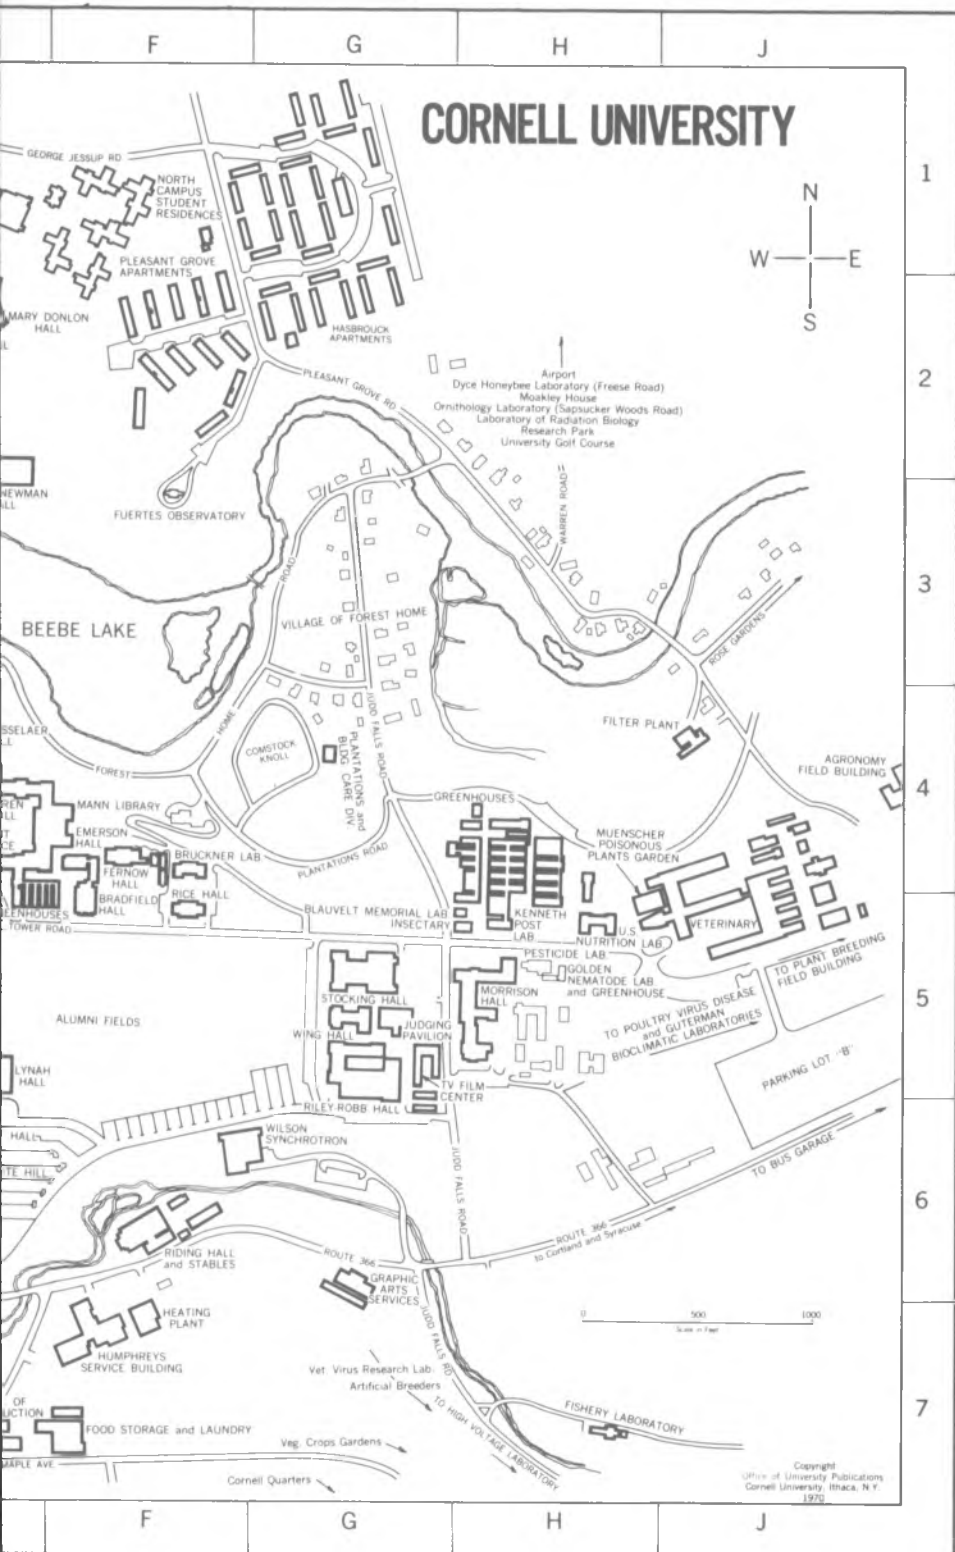 F
G
H
J
CORNELL UNIVERSITY
1
N
W E
S
GEORGE JESSUP RD
NORTH
CAMPUS
STUDENT
RESIDENCES
PLEASANT GROVE
APARTMENTS
MARY DONLON
HALL
HASBROUCK
APARTMENTS
2
PLEASANT GROVE RD
Airport
Dyce Honeybee Laboratory (Freese Road)
Moakley House
Ornithology Laboratory (Sapsucker Woods Road)
Laboratory of Radiation Biology
Research Park
University Golf Course
NEWMAN
FUERTES OBSERVATORY
WARREN ROAD
3
ROAD
VILLAGE OF FOREST HOME
BEEBE LAKE
ROSE GARDENS
HOME
JUDD FALLS ROAD
FILTER PLANT
SSELAER
COMSTOCK
KNOLL
PLANTATIONS and
BLDG CARE DIV
AGRONOMY
FIELD BUILDING
4
FOREST
MANN LIBRARY
GREENHOUSES
EMERSON
HALL
BRUCKNER LAB
PLANTATIONS ROAD
MUENSCHER
POISONOUS
PLANTS GARDEN
FERNOW
HALL
BRADFIELD
HALL
RICE HALL
EENHOUSES
TOWER ROAD
BLAUVELT MEMORIAL LAB
INSECTARY
KENNETH
POST
LAB
U.S.
NUTRITION LAB
VETERINARY
PESTICIDE LAB
GOLDEN
NEMATODE LAB
and GREENHOUSE
TO PLANT BREEDING
FIELD BUILDING
5
STOCKING HALL
MORRISON
HALL
ALUMNI FIELDS
WING HALL
JUDGING
PAVILION
TO POULTRY VIRUS DISEASE
and GUTERMAN
BIOCLIMATIC LABORATORIES
PARKING LOT "B"
LYNAH
HALL
TV FILM
CENTER
RILEY-ROBB HALL
HALL
WILSON
SYNCHROTRON
TE HILL
JUDD FALLS ROAD
TO BUS GARAGE
6
RIDING HALL
and STABLES
ROUTE 366
ROUTE 366
to Cortland and Syracuse
GRAPHIC
ARTS
SERVICES
HEATING
PLANT
JUDD FALLS RD
0 500 1000
Scale in Feet
HUMPHREYS
SERVICE BUILDING
Vet. Virus Research Lab.
Artificial Breeders
TO HIGH VOLTAGE LABORATORY
FISHERY LABORATORY
7
OF
UCTION
FOOD STORAGE and LAUNDRY
Veg. Crops Gardens
MAPLE AVE
Cornell Quarters
Copyright
Office of University Publications
Cornell University, Ithaca, N.Y.
1970
F
G
H
J